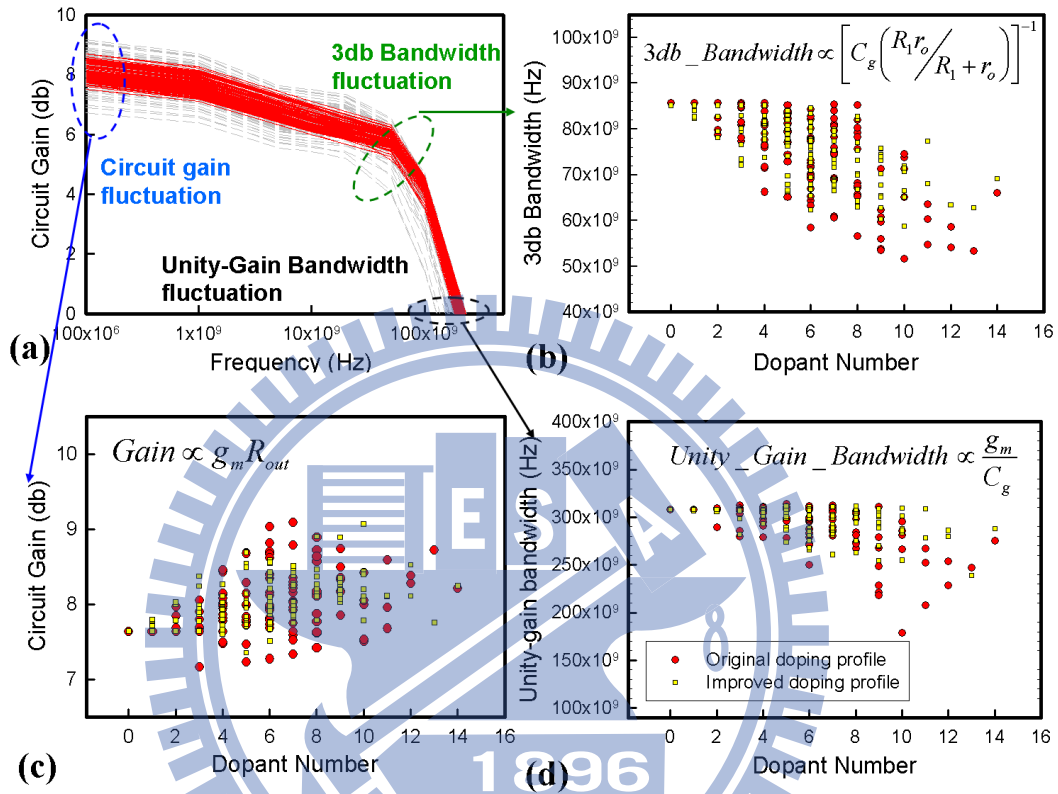 10
8
6
4
2
0
Circuit Gain (db)
3db Bandwidth
fluctuation
Circuit gain
fluctuation
Unity-Gain Bandwidth
fluctuation
100x10⁶ 1x10⁹ 10x10⁹ 100x10⁹
Frequency (Hz)
(a)
100x10⁹
90x10⁹
80x10⁹
70x10⁹
60x10⁹
50x10⁹
40x10⁹
3db Bandwidth (Hz)
3db_Bandwidth∝[C_g(R₁r_o/R₁+r_o)]⁻¹
0 2 4 6 8 10 12 14 16
Dopant Number
(b)
10
9
8
7
Circuit Gain (db)
Gain∝g_mR_out
0 2 4 6 8 10 12 14 16
Dopant Number
(c)
400x10⁹
350x10⁹
300x10⁹
250x10⁹
200x10⁹
150x10⁹
100x10⁹
Unity-gain bandwidth (Hz)
Unity_Gain_Bandwidth∝g_m/C_g
Original doping profile
Improved doping profile
0 2 4 6 8 10 12 14 16
Dopant Number
(d)
E S A
8
1896